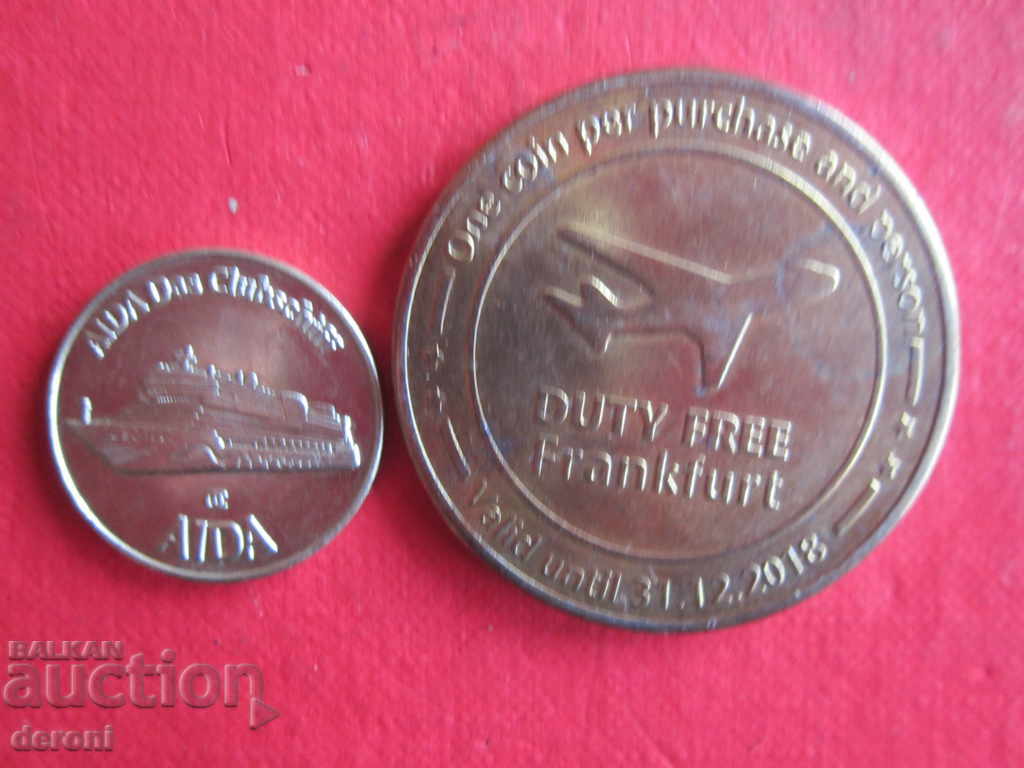 AIDA Das Clubschiff
AIDA
One coin per purchase and person!
DUTY FREE
Frankfurt
Valid until 31.12.2018
BALKAN
auction
deroni